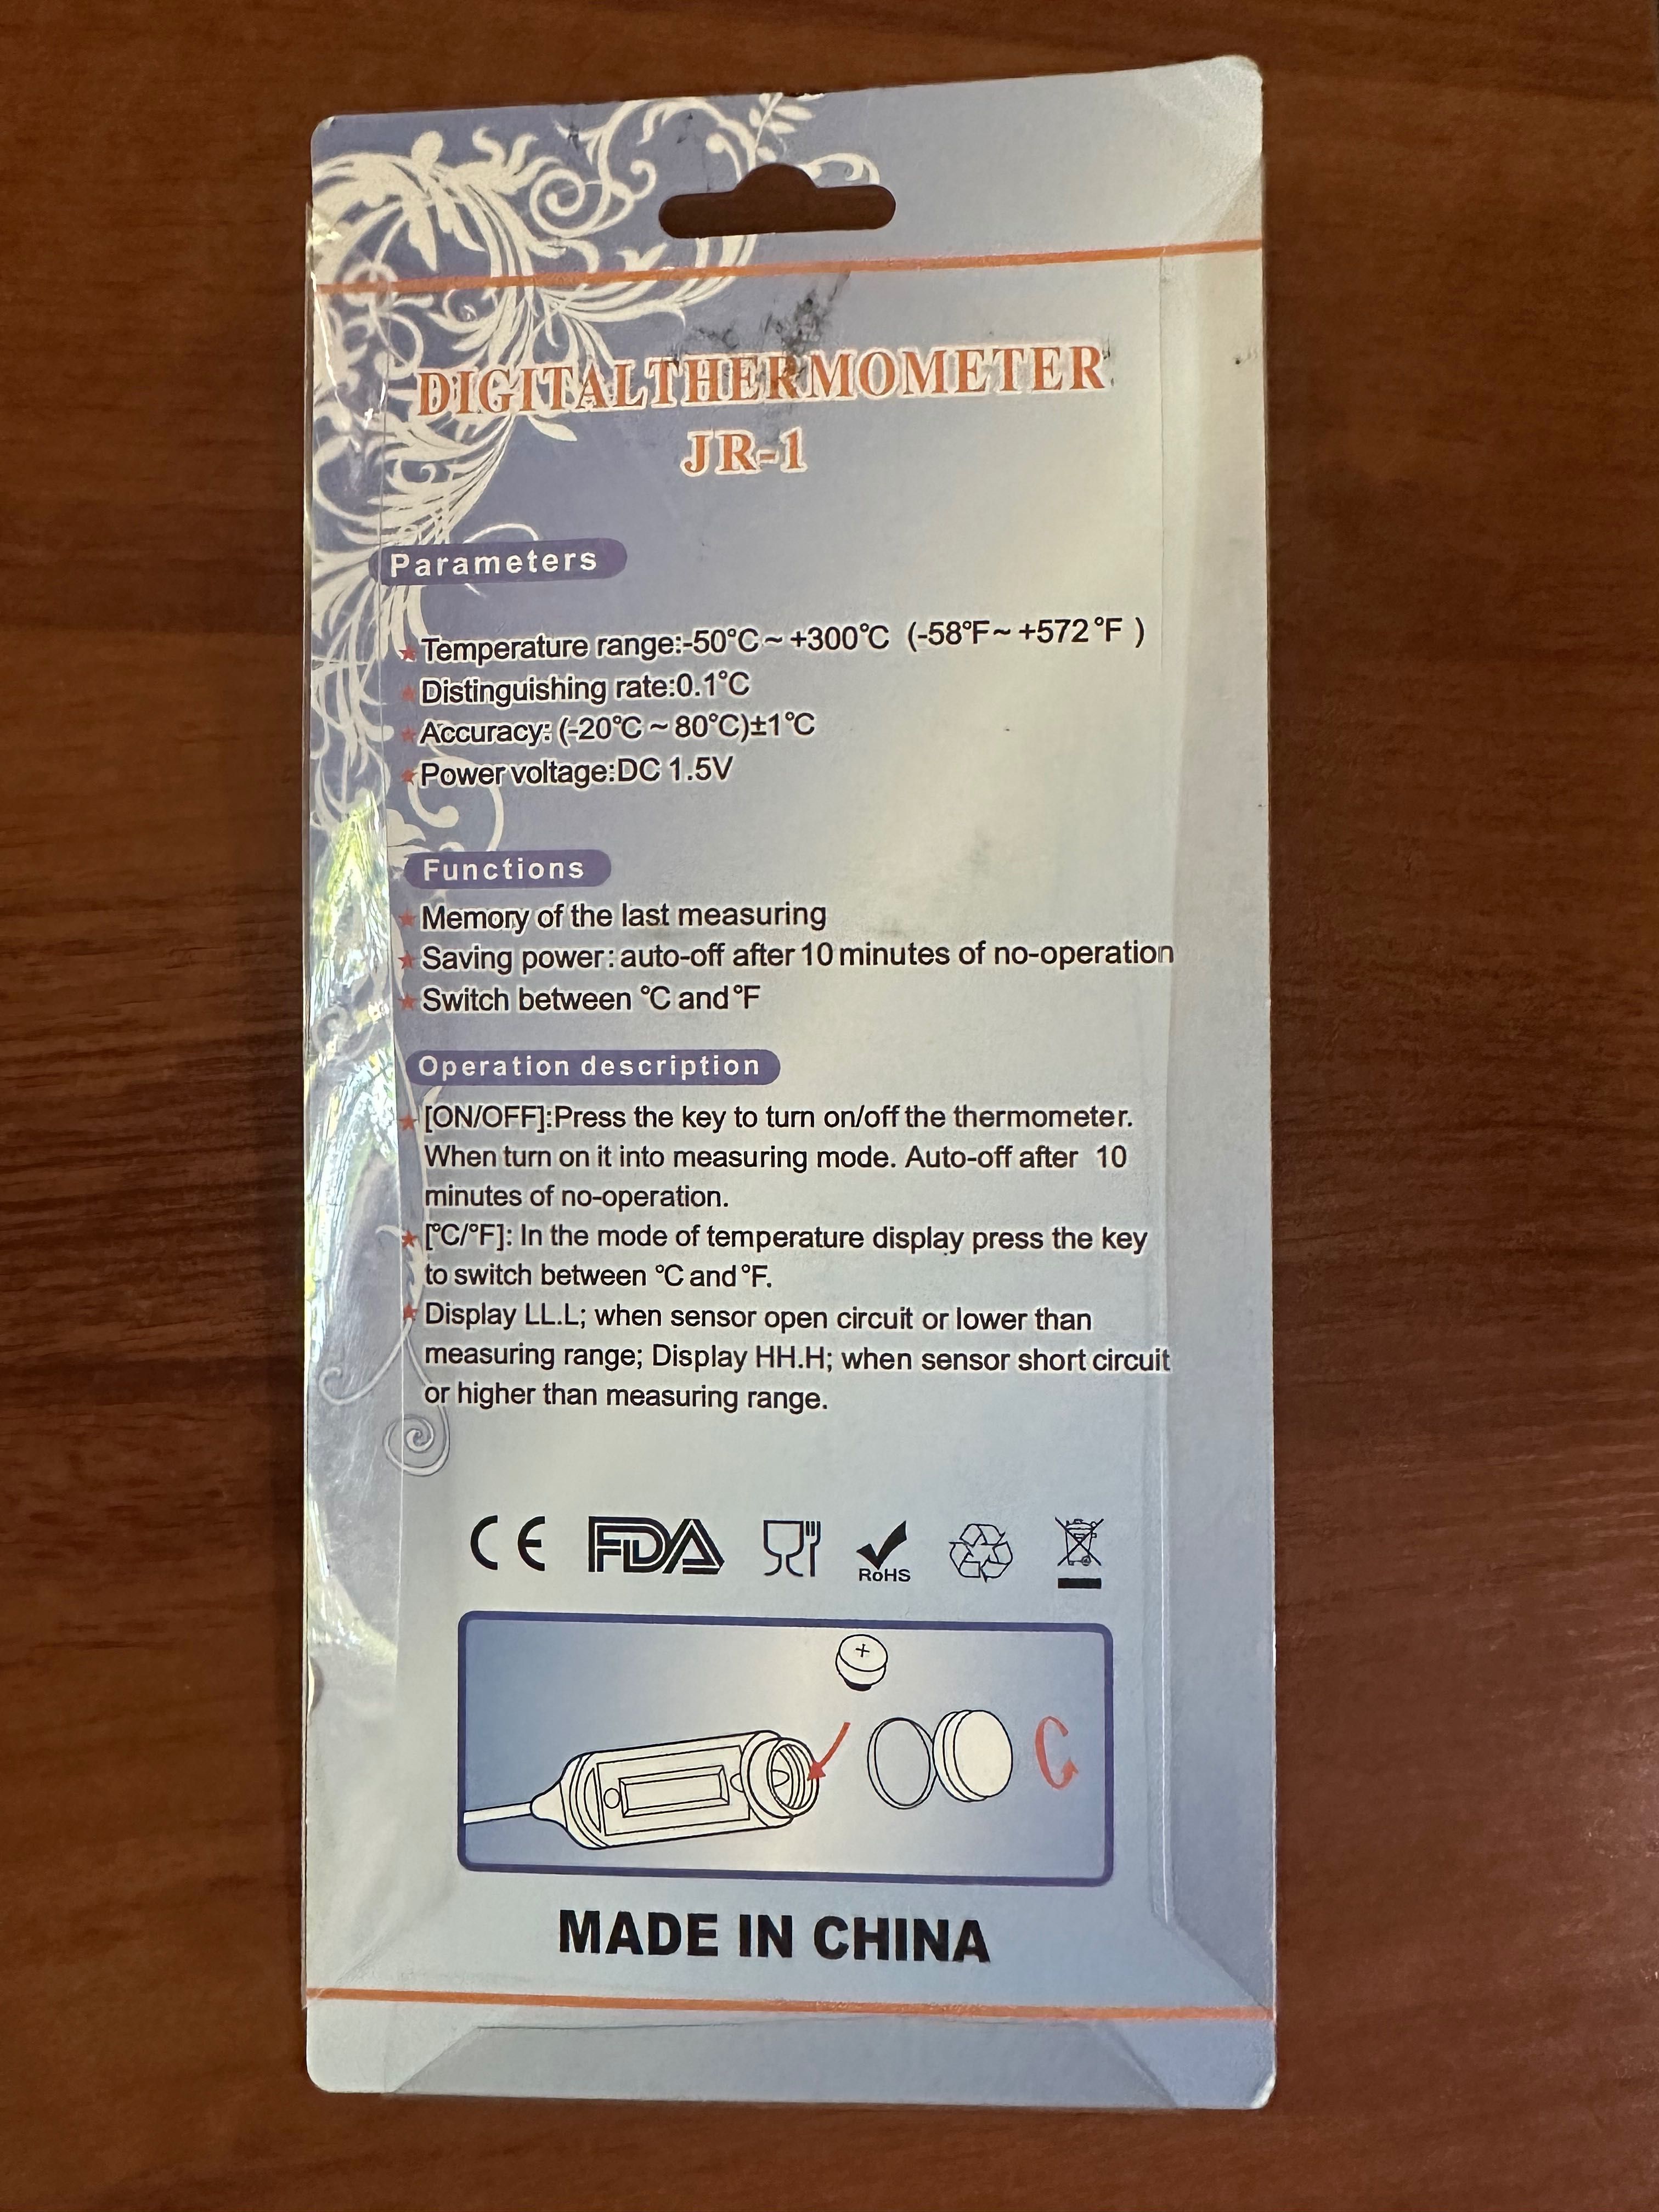 DIGITAL THERMOMETER
JR-1
Parameters
Temperature range:-50℃~ +300℃ (-58℉~ +572℉ )
Distinguishing rate:0.1℃
Accuracy: (-20℃ ~ 80℃)±1℃
Power voltage:DC 1.5V
Functions
Memory of the last measuring
Saving power: auto-off after 10 minutes of no-operation
Switch between ℃ and ℉
Operation description
[ON/OFF]:Press the key to turn on/off the thermometer.
When turn on it into measuring mode. Auto-off after 10
minutes of no-operation.
[℃/℉]: In the mode of temperature display press the key
to switch between ℃ and ℉.
Display LL.L; when sensor open circuit or lower than
measuring range; Display HH.H; when sensor short circuit
or higher than measuring range.
CE FDA
RoHS
+
MADE IN CHINA